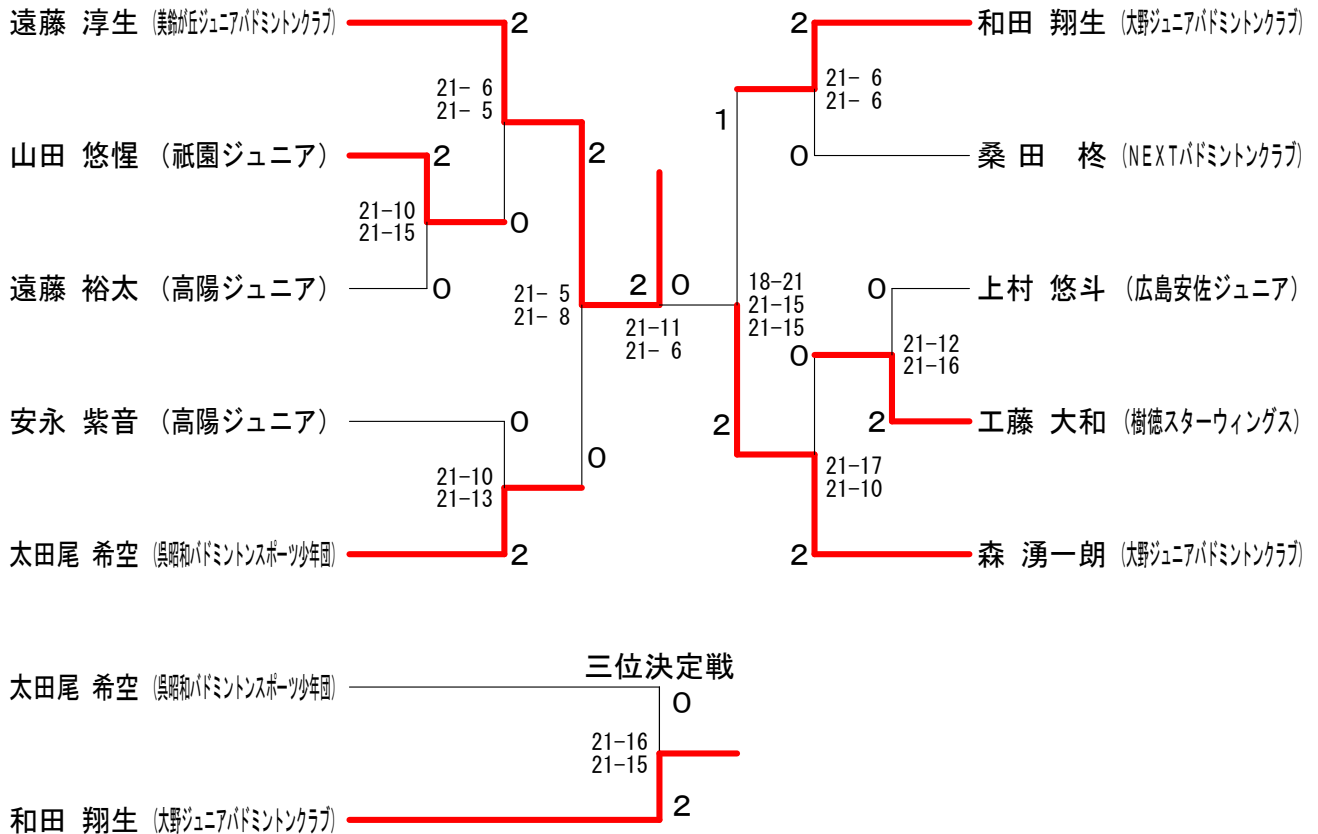 遠藤 淳生 (美鈴が丘ジュニアバドミントンクラブ) 2 2 和田 翔生 (大野ジュニアバドミントンクラブ)
21- 6 21- 6
21- 5 21- 6
1
山田 悠惺 (祇園ジュニア) 2 2 0 桑田 柊 (NEXTバドミントンクラブ)
21-10
21-15
0
遠藤 裕太 (高陽ジュニア) 0 2 0 0 上村 悠斗 (広島安佐ジュニア)
21- 5 18-21
21- 8 21-15
21-11 21-15
21- 6
0
21-12
21-16
安永 紫音 (高陽ジュニア) 0 2 2 工藤 大和 (樹徳スターウィングス)
0
21-10 21-17
21-13 21-10
太田尾 希空 (呉昭和バドミントンスポーツ少年団) 2 2 森 湧一朗 (大野ジュニアバドミントンクラブ)
三位決定戦
太田尾 希空 (呉昭和バドミントンスポーツ少年団) 0
21-16
21-15
和田 翔生 (大野ジュニアバドミントンクラブ) 2